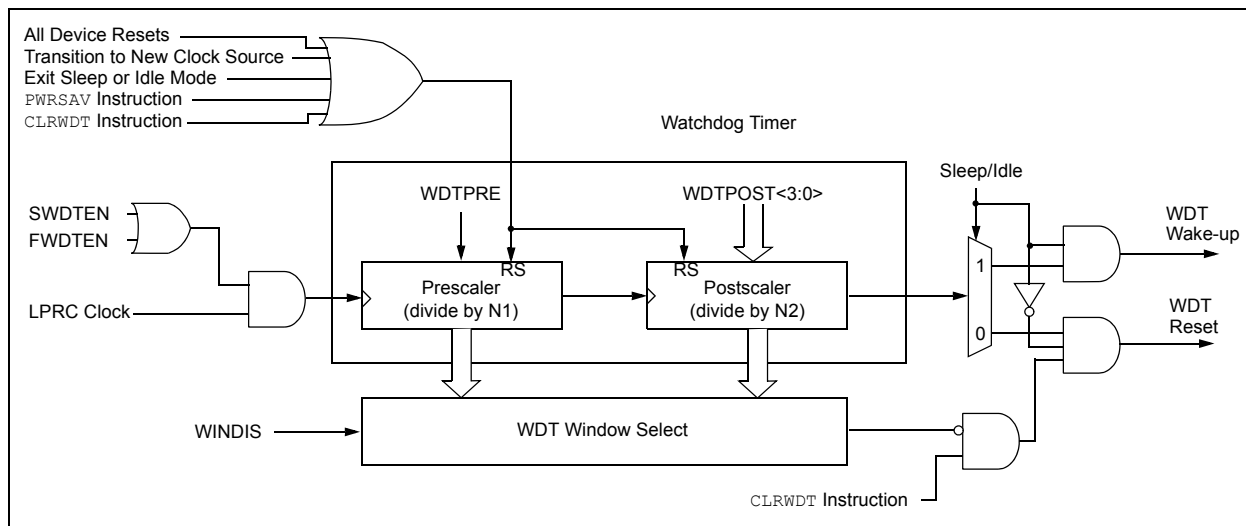 All Device Resets
Transition to New Clock Source
Exit Sleep or Idle Mode
PWRSAV Instruction
CLRWDT Instruction
Watchdog Timer
Sleep/Idle
WDTPRE
WDTPOST<3:0>
SWDTEN
FWDTEN
WDT
Wake-up
RS
RS
1
Prescaler
(divide by N1)
Postscaler
(divide by N2)
LPRC Clock
WDT
Reset
0
WINDIS
WDT Window Select
CLRWDT Instruction